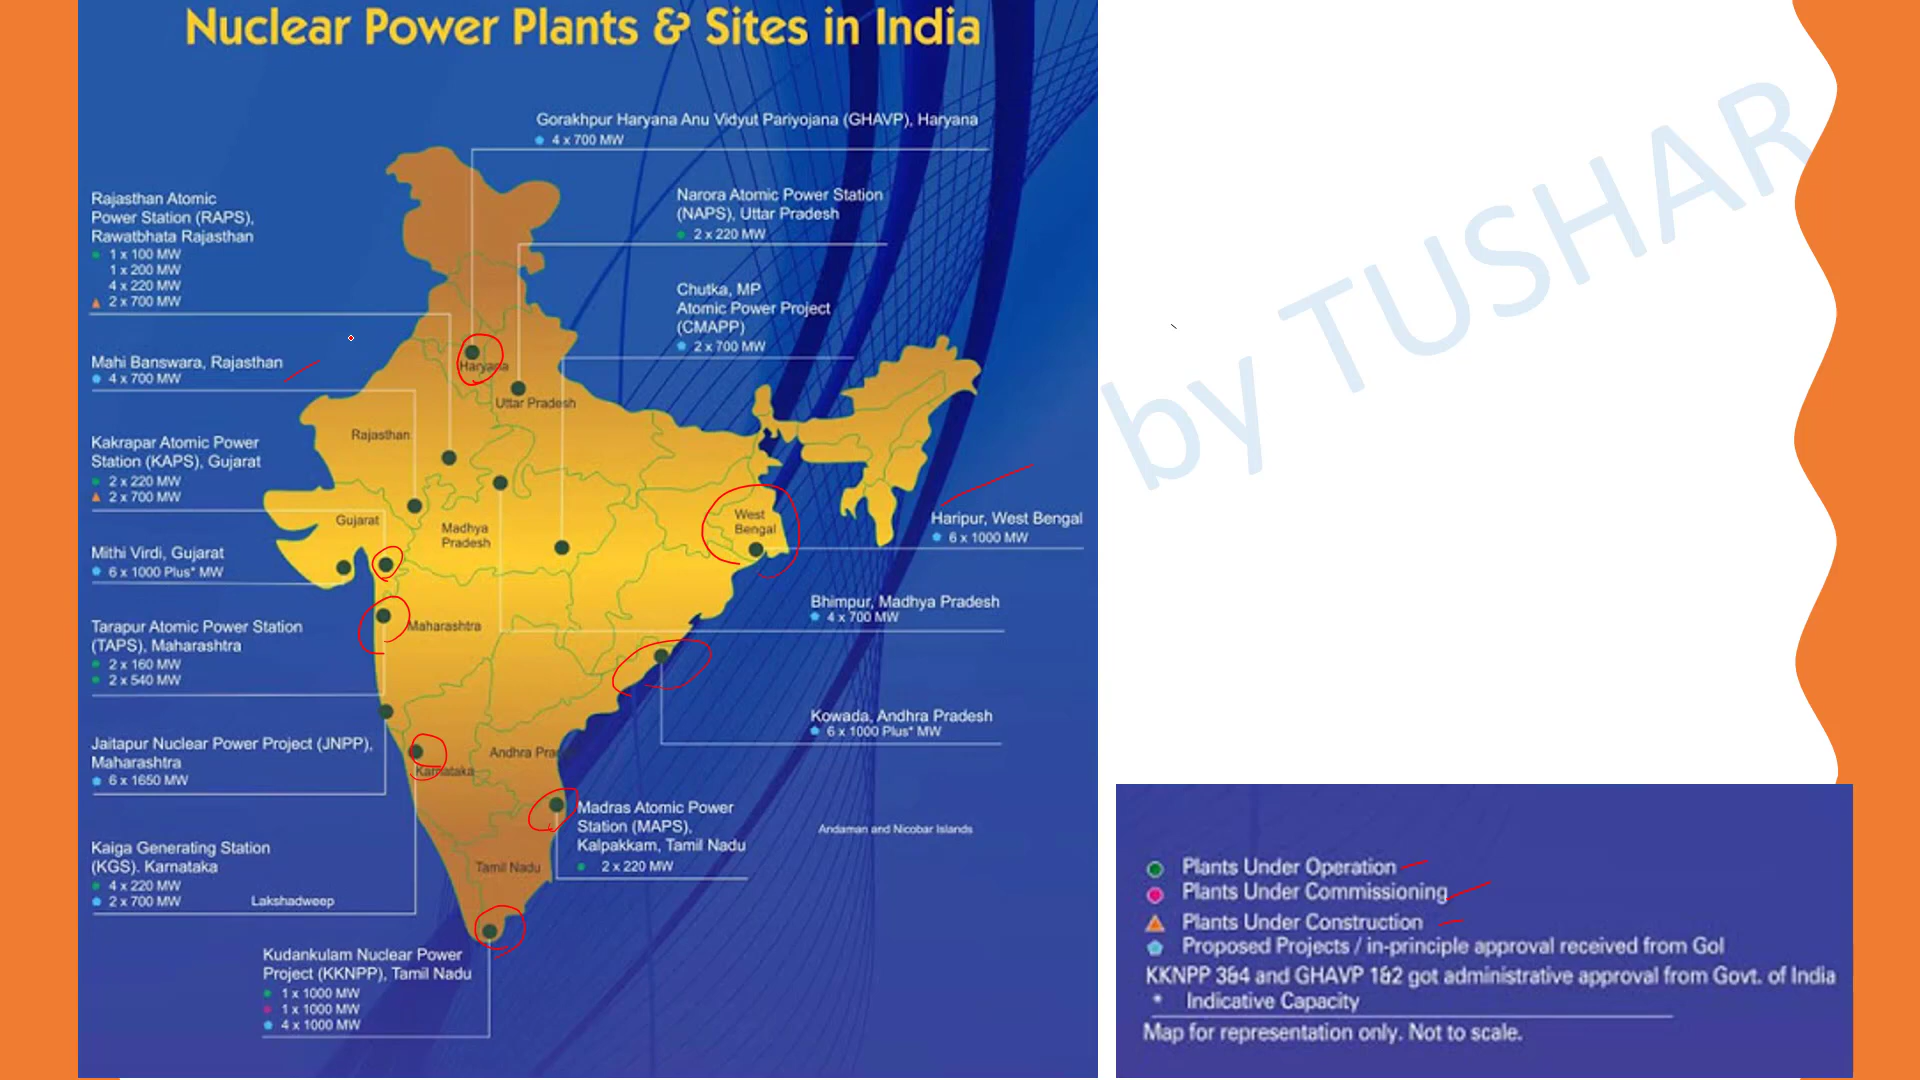 Nuclear Power Plants & Sites in India
Gorakhpur Haryana Anu Vidyut Pariyojana (GHAVP), Haryana
4 x 700 MW
Rajasthan Atomic
Power Station (RAPS),
Rawatbhata Rajasthan
1 x 100 MW
1 x 200 MW
4 x 220 MW
2 x 700 MW
Narora Atomic Power Station
(NAPS), Uttar Pradesh
2 x 220 MW
Chutka, MP
Atomic Power Project
(CMAPP)
2 x 700 MW
Mahi Banswara, Rajasthan
4 x 700 MW
Kakrapar Atomic Power
Station (KAPS), Gujarat
2 x 220 MW
2 x 700 MW
Mithi Virdi, Gujarat
6 x 1000 Plus* MW
Tarapur Atomic Power Station
(TAPS), Maharashtra
2 x 160 MW
2 x 540 MW
Jaitapur Nuclear Power Project (JNPP),
Maharashtra
6 x 1650 MW
Kaiga Generating Station
(KGS). Karnataka
4 x 220 MW
2 x 700 MW
Lakshadweep
Kudankulam Nuclear Power
Project (KKNPP), Tamil Nadu
1 x 1000 MW
1 x 1000 MW
4 x 1000 MW
Haryana
Uttar Pradesh
Rajasthan
Gujarat
Madhya
Pradesh
West
Bengal
Maharashtra
Karnataka
Andhra Prad
Tamil Nadu
Haripur, West Bengal
6 x 1000 MW
Bhimpur, Madhya Pradesh
4 x 700 MW
Kowada, Andhra Pradesh
6 x 1000 Plus* MW
Madras Atomic Power
Station (MAPS),
Kalpakkam, Tamil Nadu
2 x 220 MW
Andaman and Nicobar Islands
by TUSHAR
Plants Under Operation
Plants Under Commissioning
Plants Under Construction
Proposed Projects / in-principle approval received from GoI
KKNPP 3&4 and GHAVP 1&2 got administrative approval from Govt. of India
* Indicative Capacity
Map for representation only. Not to scale.